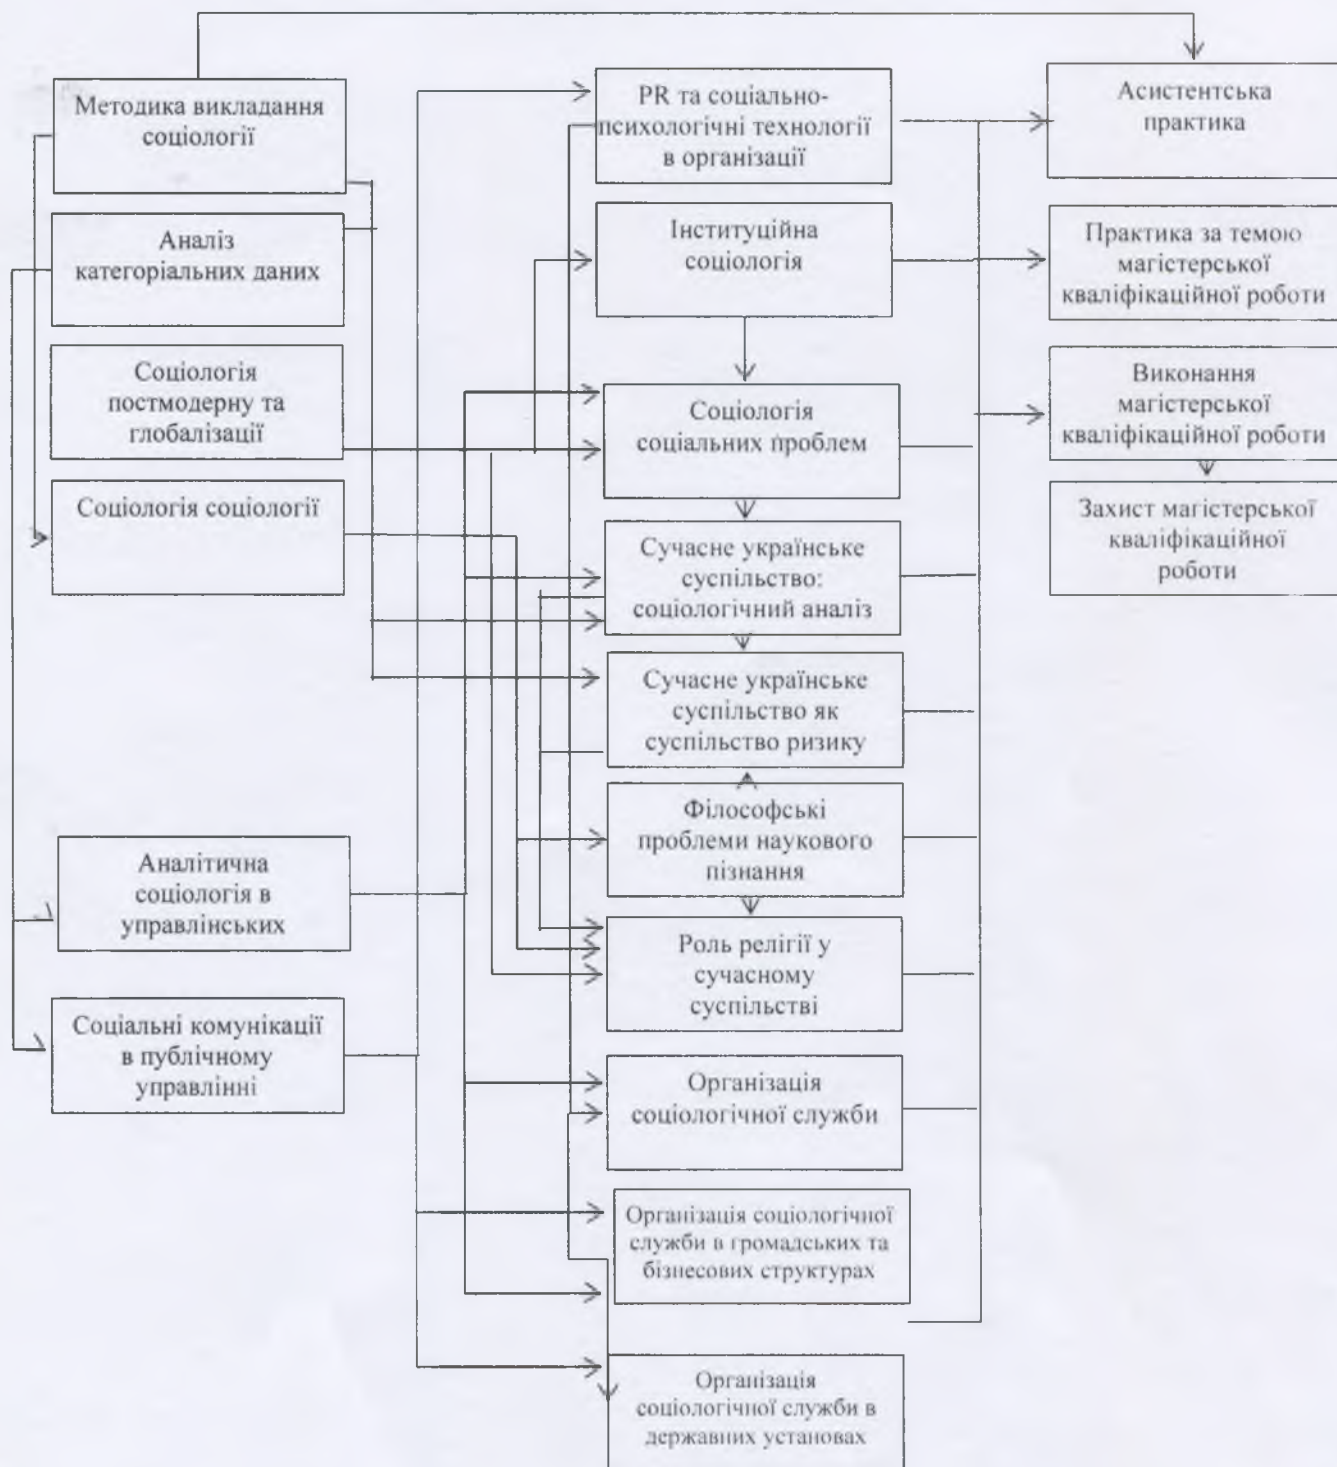 Методика викладання
соціології
Аналіз
категоріальних даних
Соціологія
постмодерну та
глобалізації
Соціологія соціології
Аналітична
соціологія в
управлінських
Соціальні комунікації
в публічному
управлінні
PR та соціально-
психологічні технології
в організації
Інституційна
соціологія
Соціологія
соціальних проблем
Сучасне українське
суспільство:
соціологічний аналіз
Сучасне українське
суспільство як
суспільство ризику
Філософські
проблеми наукового
пізнання
Роль релігії у
сучасному
суспільстві
Організація
соціологічної служби
Організація соціологічної
служби в громадських та
бізнесових структурах
Організація
соціологічної служби в
державних установах
Асистентська
практика
Практика за темою
магістерської
кваліфікаційної роботи
Виконання
магістерської
кваліфікаційної роботи
Захист магістерської
кваліфікаційної
роботи